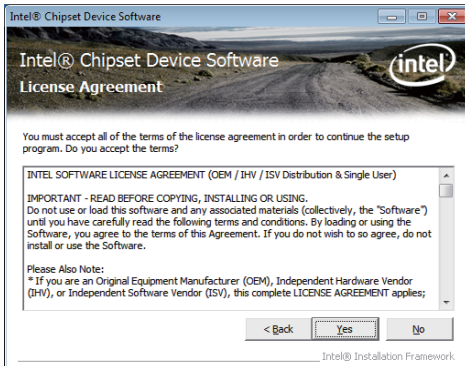 Intel® Chipset Device Software
Intel® Chipset Device Software
License Agreement
intel
You must accept all of the terms of the license agreement in order to continue the setup
program. Do you accept the terms?
INTEL SOFTWARE LICENSE AGREEMENT (OEM / IHV / ISV Distribution & Single User)
IMPORTANT - READ BEFORE COPYING, INSTALLING OR USING.
Do not use or load this software and any associated materials (collectively, the "Software")
until you have carefully read the following terms and conditions. By loading or using the
Software, you agree to the terms of this Agreement. If you do not wish to so agree, do not
install or use the Software.
Please Also Note:
* If you are an Original Equipment Manufacturer (OEM), Independent Hardware Vendor
(IHV), or Independent Software Vendor (ISV), this complete LICENSE AGREEMENT applies;
< Back Yes No
Intel® Installation Framework